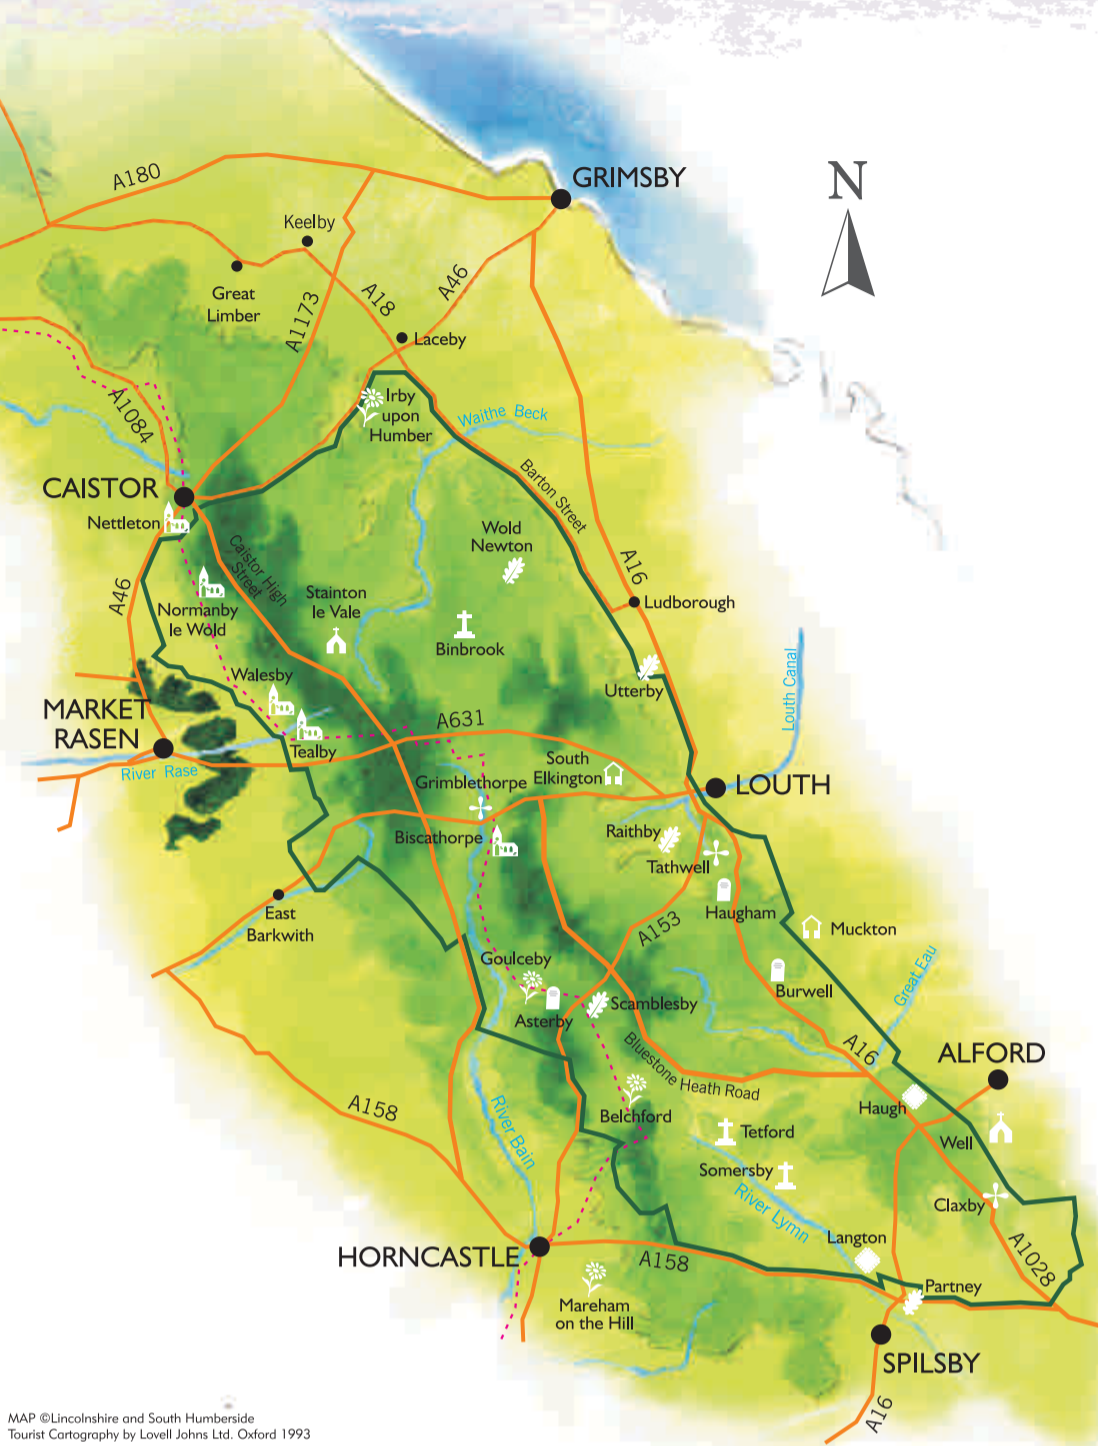 GRIMSBY
N
A180
Keelby
Great
Limber
A1173
A18
A46
Laceby
Irby
upon
Humber
Waithe Beck
A1084
Barton Street
CAISTOR
Nettleton
Wold
Newton
Caistor High
Street
A16
A46
Normanby
le Wold
Stainton
le Vale
Ludborough
Binbrook
Walesby
Utterby
Louth Canal
MARKET
RASEN
A631
Tealby
River Rase
South
Elkington
Grimblethorpe
LOUTH
Biscathorpe
Raithby
Tathwell
East
Barkwith
Haugham
A153
Muckton
Goulceby
Great Eau
Burwell
Asterby
Scamblesby
Bluestone Heath Road
A16
ALFORD
A158
River Bain
Belchford
Haugh
Tetford
Well
Somersby
River Lymn
Claxby
Langton
HORNCASTLE
A158
A1028
Partney
Mareham
on the Hill
SPILSBY
A16
MAP ©Lincolnshire and South Humberside
Tourist Cartography by Lovell Johns Ltd. Oxford 1993